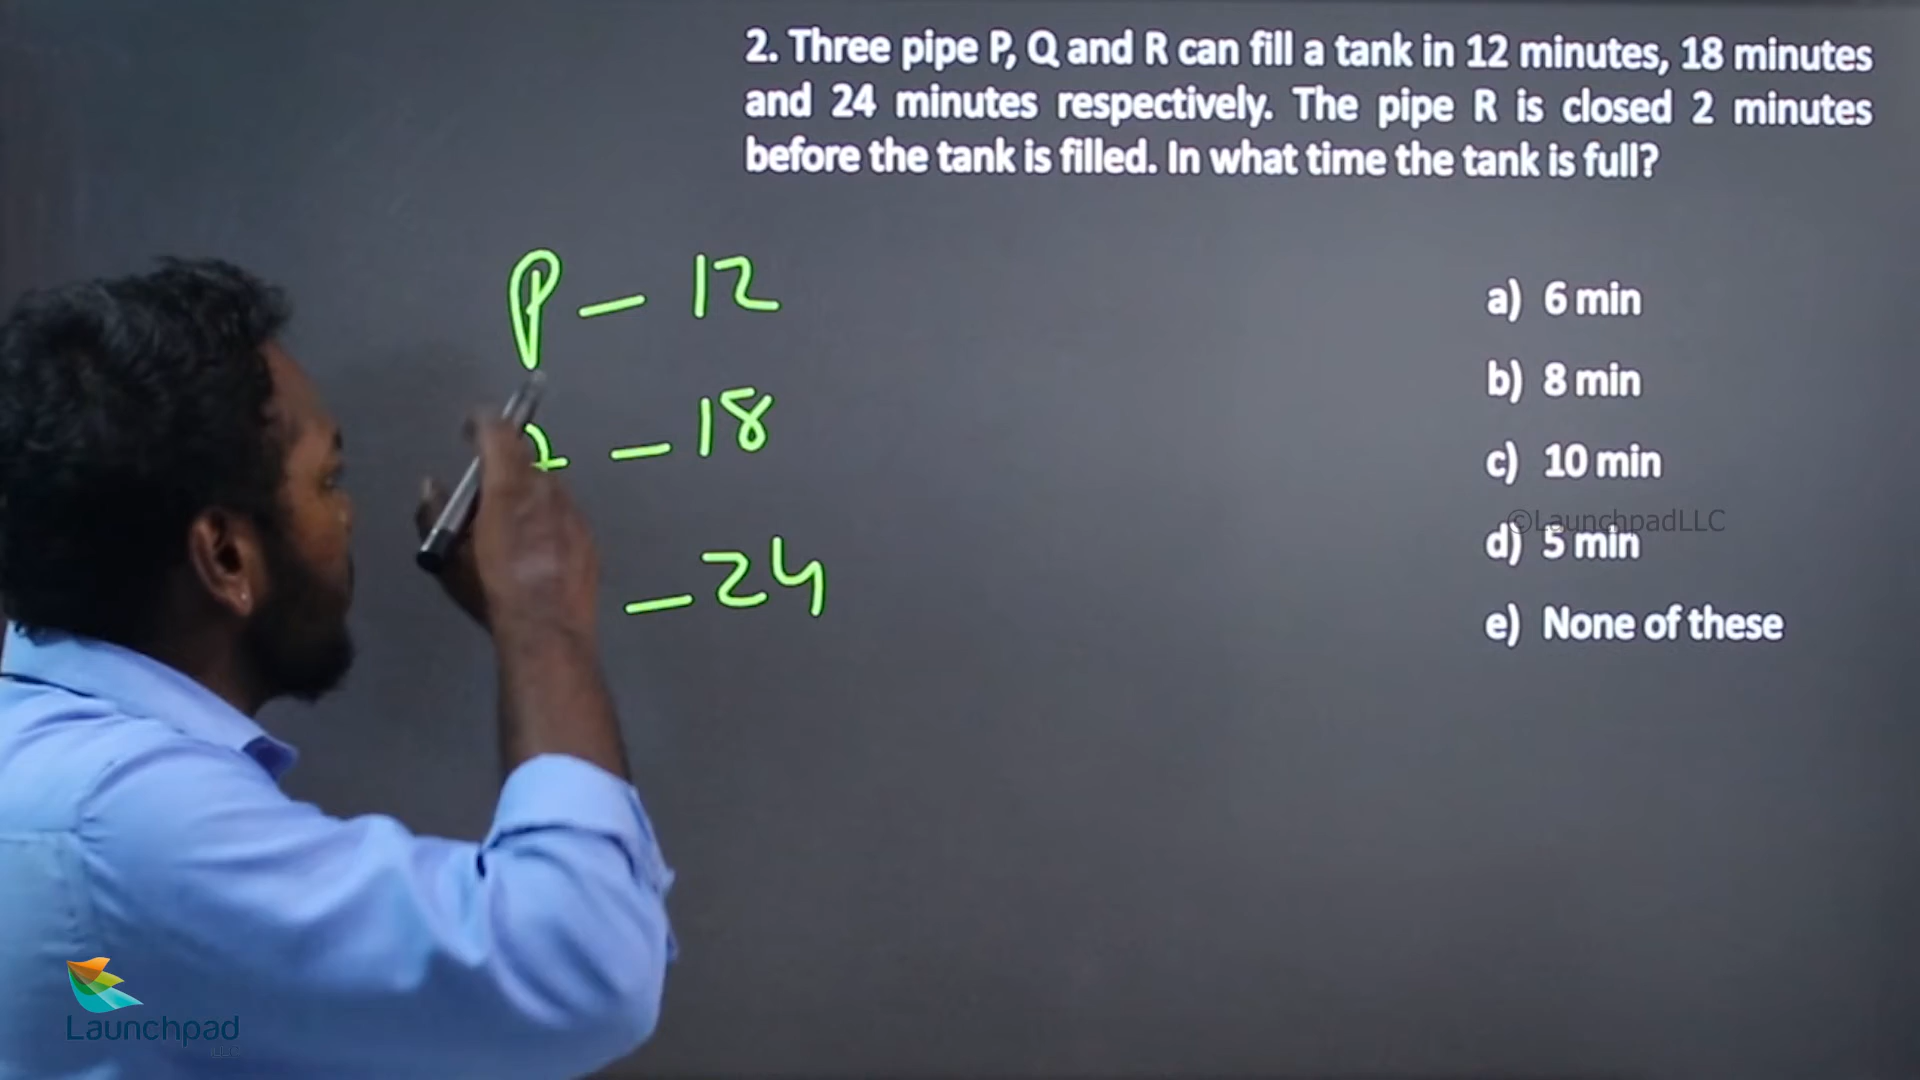 2. Three pipe P, Q and R can fill a tank in 12 minutes, 18 minutes
and 24 minutes respectively. The pipe R is closed 2 minutes
before the tank is filled. In what time the tank is full?
P - 12
- 18
- 24
a) 6 min
b) 8 min
c) 10 min
©LaunchpadLLC
d) 5 min
e) None of these
Launchpad
LLC